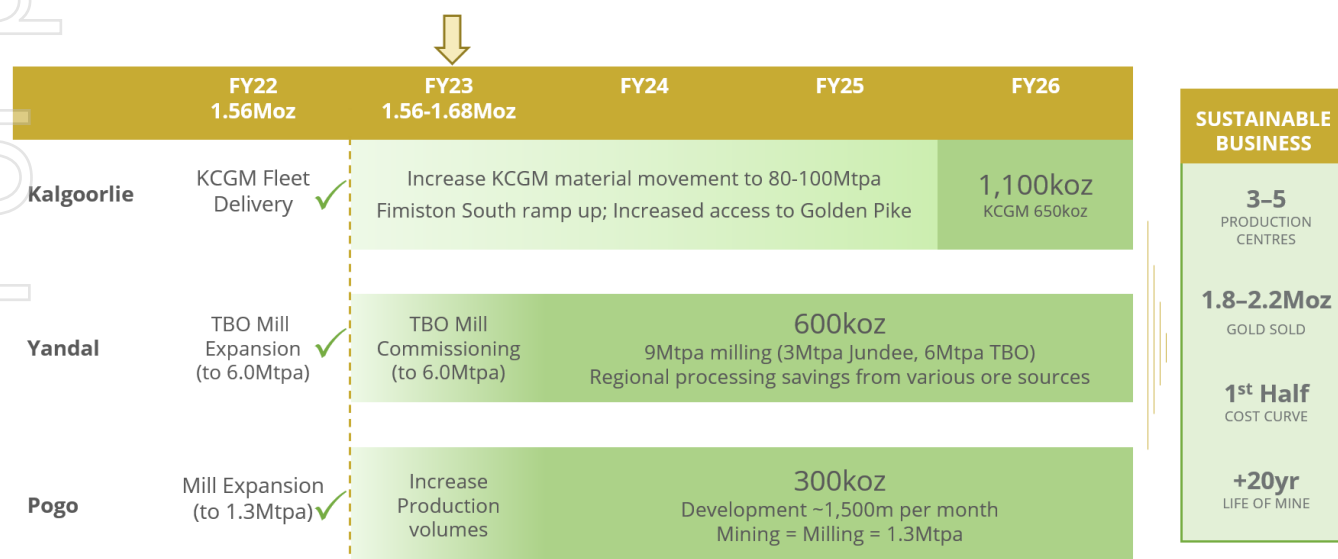 FY22
1.56Moz
FY23
1.56-1.68Moz
FY24
FY25
FY26
Kalgoorlie
KCGM Fleet
Delivery
Increase KCGM material movement to 80-100Mtpa
Fimiston South ramp up; Increased access to Golden Pike
1,100koz
KCGM 650koz
Yandal
TBO Mill
Expansion
(to 6.0Mtpa)
TBO Mill
Commissioning
(to 6.0Mtpa)
600koz
9Mtpa milling (3Mtpa Jundee, 6Mtpa TBO)
Regional processing savings from various ore sources
Pogo
Mill Expansion
(to 1.3Mtpa)
Increase
Production
volumes
300koz
Development ~1,500m per month
Mining = Milling = 1.3Mtpa
SUSTAINABLE
BUSINESS
3–5
PRODUCTION
CENTRES
1.8–2.2Moz
GOLD SOLD
1st Half
COST CURVE
+20yr
LIFE OF MINE